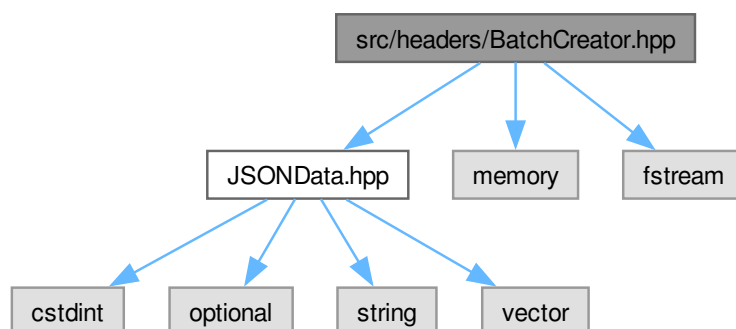 src/headers/BatchCreator.hpp
JSONData.hpp
memory
fstream
cstdint
optional
string
vector